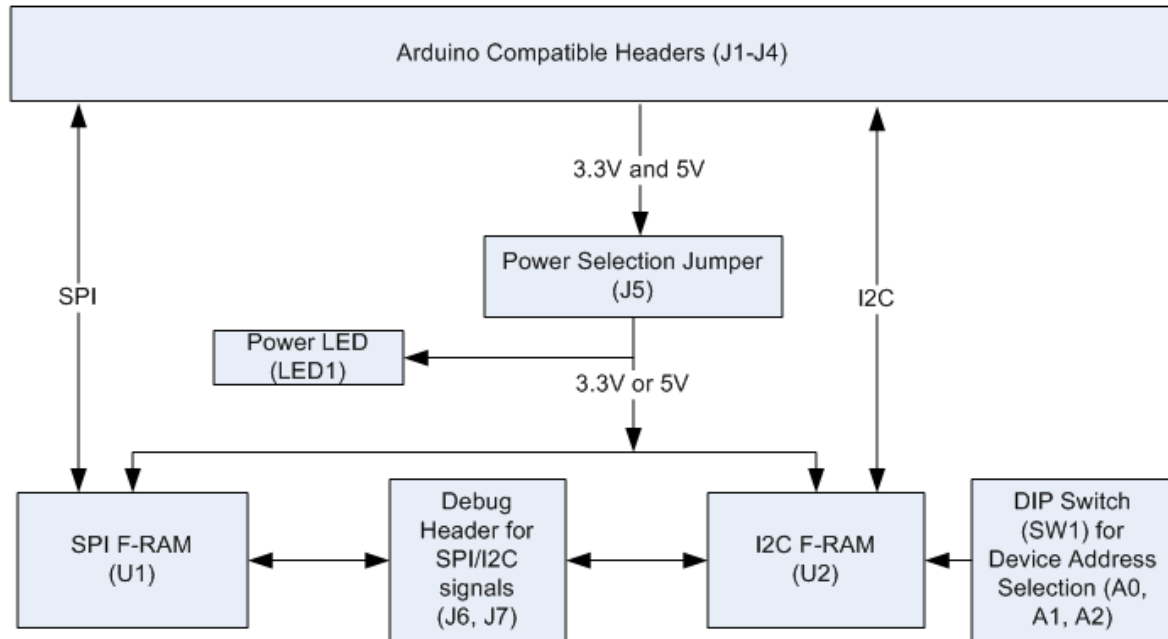 Arduino Compatible Headers (J1-J4)
3.3V and 5V
Power Selection Jumper
(J5)
SPI
I2C
Power LED
(LED1)
3.3V or 5V
SPI F-RAM
(U1)
Debug
Header for
SPI/I2C
signals
(J6, J7)
I2C F-RAM
(U2)
DIP Switch
(SW1) for
Device Address
Selection (A0,
A1, A2)